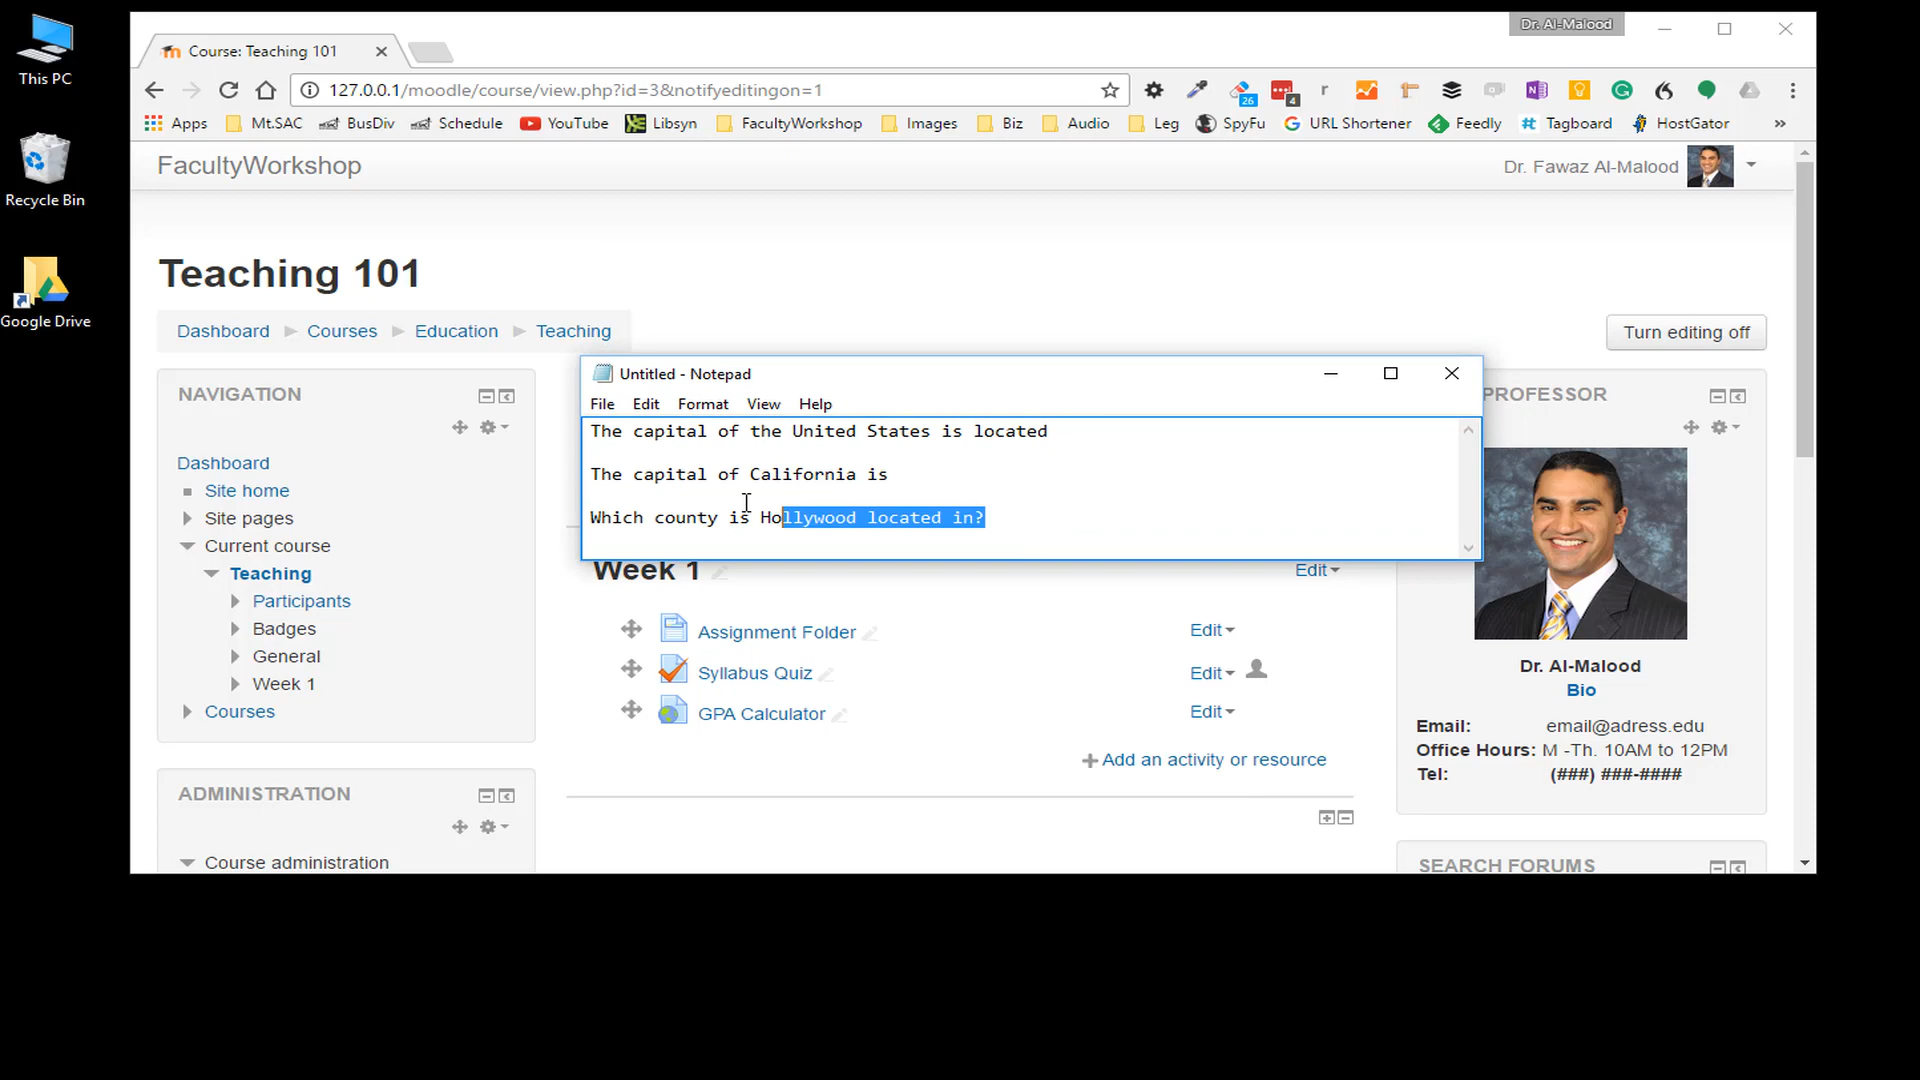 This PC
Recycle Bin
Google Drive
Dr. Al-Malood
Course: Teaching 101
127.0.0.1/moodle/course/view.php?id=3&notifyeditingon=1
26
4
r
Apps
Mt.SAC
BusDiv
Schedule
YouTube
Libsyn
FacultyWorkshop
Images
Biz
Audio
Leg
SpyFu
URL Shortener
Feedly
Tagboard
HostGator
»
FacultyWorkshop
Dr. Fawaz Al-Malood
Teaching 101
Dashboard
Courses
Education
Teaching
Turn editing off
NAVIGATION
Dashboard
Site home
Site pages
Current course
Teaching
Participants
Badges
General
Week 1
Courses
ADMINISTRATION
Course administration
Untitled - Notepad
File Edit Format View Help
The capital of the United States is located
The capital of California is
Which county is Hollywood located in?
Week 1
Edit
Assignment Folder
Edit
Syllabus Quiz
Edit
GPA Calculator
Edit
Add an activity or resource
PROFESSOR
Dr. Al-Malood
Bio
Email: email@adress.edu
Office Hours: M -Th. 10AM to 12PM
Tel: (###) ###-####
SEARCH FORUMS